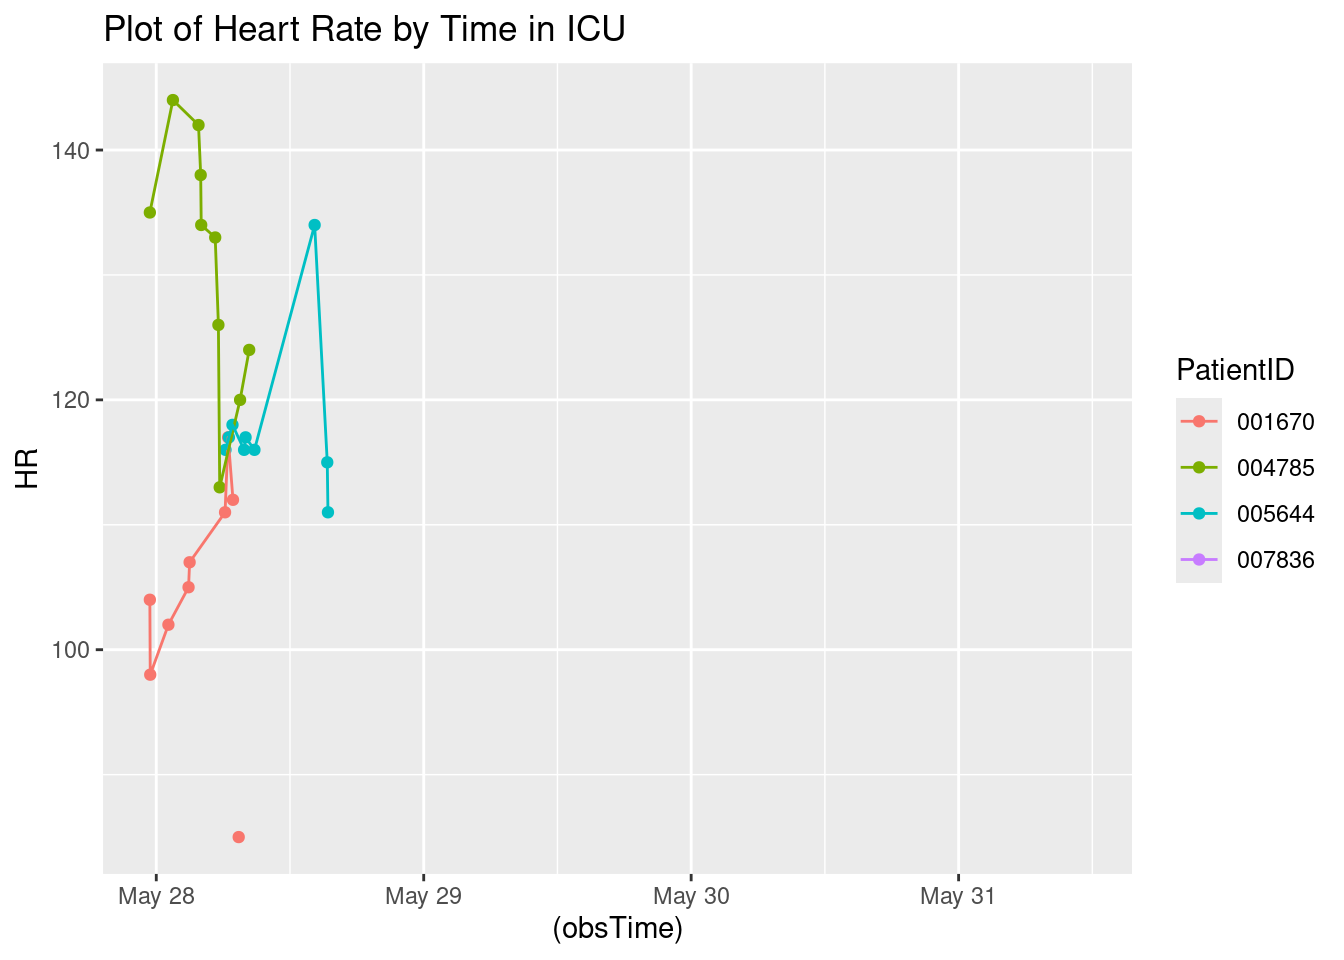 Plot of Heart Rate by Time in ICU
140
120
100
HR
May 28 May 29 May 30 May 31
(obsTime)
PatientID
001670
004785
005644
007836